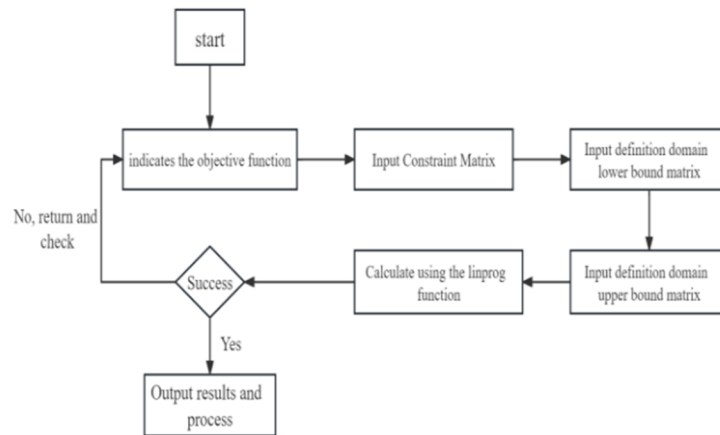 start
indicates the objective function
Input Constraint Matrix
Input definition domain
lower bound matrix
No, return and
check
Success
Calculate using the linprog
function
Input definition domain
upper bound matrix
Yes
Output results and
process